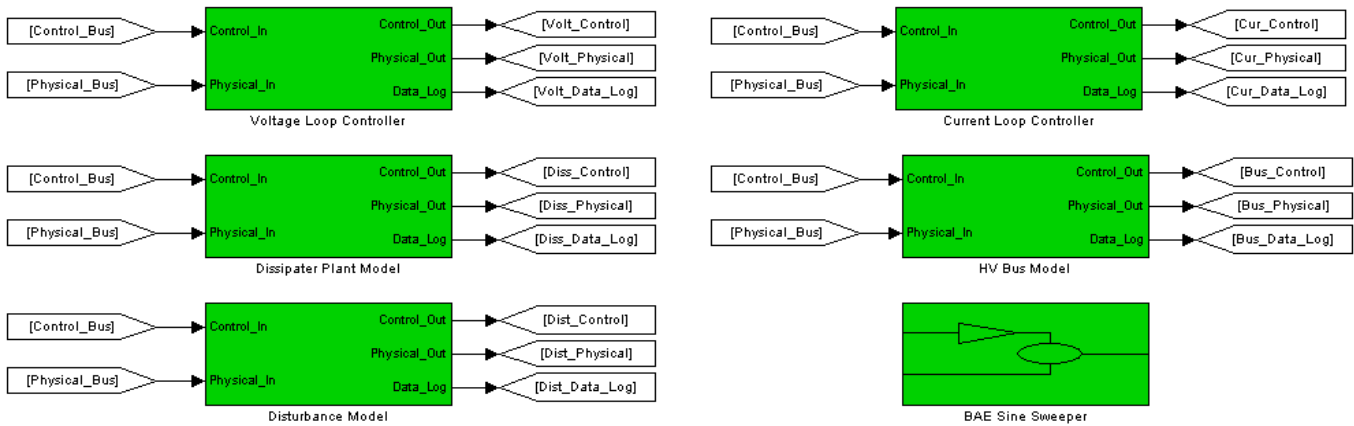 [Control_Bus]
Control_In
Control_Out
[Volt_Control]
Physical_Out
[Volt_Physical]
[Physical_Bus]
Physical_In
Data_Log
[Volt_Data_Log]
Voltage Loop Controller
[Control_Bus]
Control_In
Control_Out
[Cur_Control]
Physical_Out
[Cur_Physical]
[Physical_Bus]
Physical_In
Data_Log
[Cur_Data_Log]
Current Loop Controller
[Control_Bus]
Control_In
Control_Out
[Diss_Control]
Physical_Out
[Diss_Physical]
[Physical_Bus]
Physical_In
Data_Log
[Diss_Data_Log]
Dissipater Plant Model
[Control_Bus]
Control_In
Control_Out
[Bus_Control]
Physical_Out
[Bus_Physical]
[Physical_Bus]
Physical_In
Data_Log
[Bus_Data_Log]
HV Bus Model
[Control_Bus]
Control_In
Control_Out
[Dist_Control]
Physical_Out
[Dist_Physical]
[Physical_Bus]
Physical_In
Data_Log
[Dist_Data_Log]
Disturbance Model
BAE Sine Sweeper